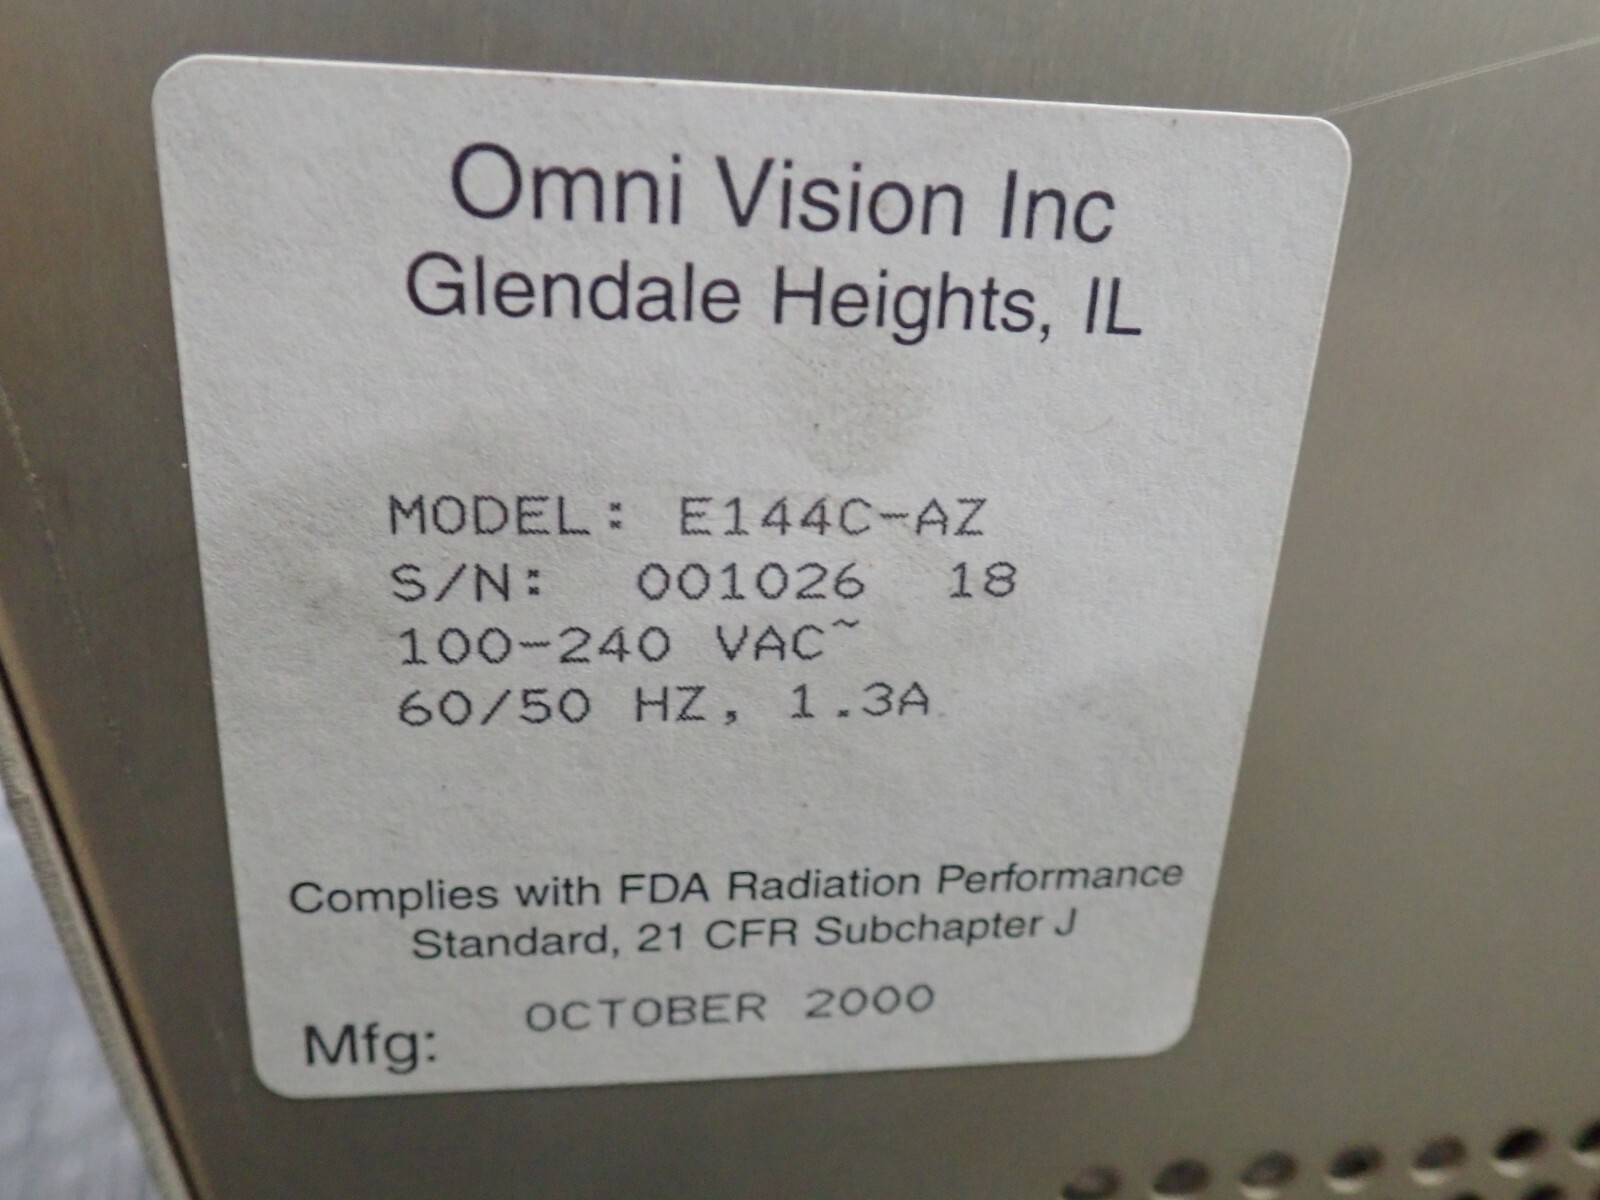 Omni Vision Inc
Glendale Heights, IL
MODEL: E144C-AZ
S/N: 001026 18
100-240 VAC~
60/50 HZ, 1.3A
Complies with FDA Radiation Performance
Standard, 21 CFR Subchapter J
Mfg: OCTOBER 2000